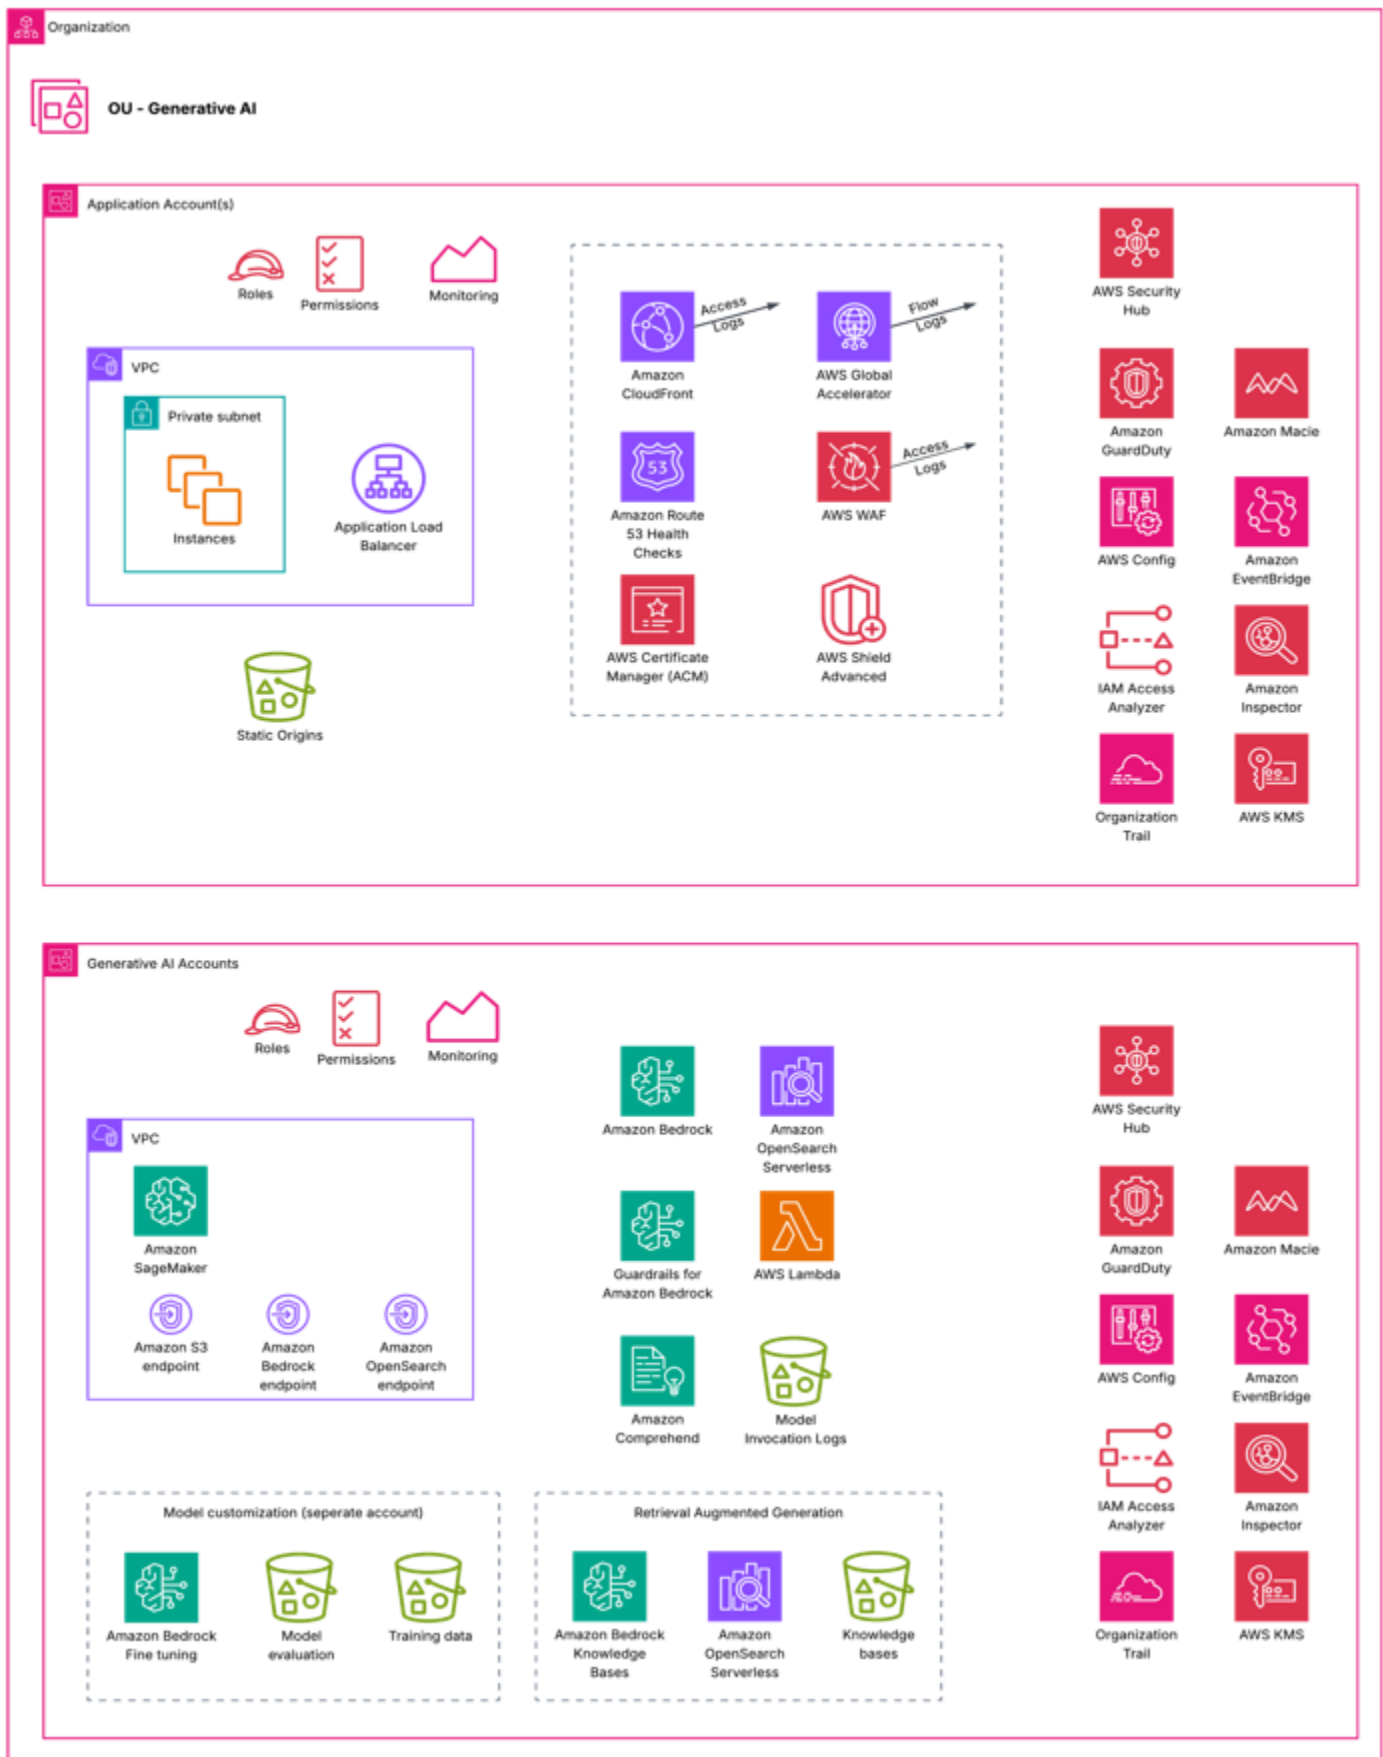 Organization
OU - Generative AI
Application Account(s)
Roles
Permissions
Monitoring
VPC
Private subnet
Instances
Application Load
Balancer
Static Origins
Access
Logs
Amazon
CloudFront
Flow
Logs
AWS Global
Accelerator
53
Amazon Route
53 Health
Checks
Access
Logs
AWS WAF
AWS Certificate
Manager (ACM)
AWS Shield
Advanced
AWS Security
Hub
Amazon
GuardDuty
Amazon Macie
AWS Config
Amazon
EventBridge
IAM Access
Analyzer
Amazon
Inspector
Organization
Trail
AWS KMS
Generative AI Accounts
Roles
Permissions
Monitoring
VPC
Amazon
SageMaker
Amazon S3
endpoint
Amazon
Bedrock
endpoint
Amazon
OpenSearch
endpoint
Amazon Bedrock
Amazon
OpenSearch
Serverless
Guardrails for
Amazon Bedrock
AWS Lambda
Amazon
Comprehend
Model
Invocation Logs
Model customization (seperate account)
Amazon Bedrock
Fine tuning
Model
evaluation
Training data
Retrieval Augmented Generation
Amazon Bedrock
Knowledge
Bases
Amazon
OpenSearch
Serverless
Knowledge
bases
AWS Security
Hub
Amazon
GuardDuty
Amazon Macie
AWS Config
Amazon
EventBridge
IAM Access
Analyzer
Amazon
Inspector
Organization
Trail
AWS KMS